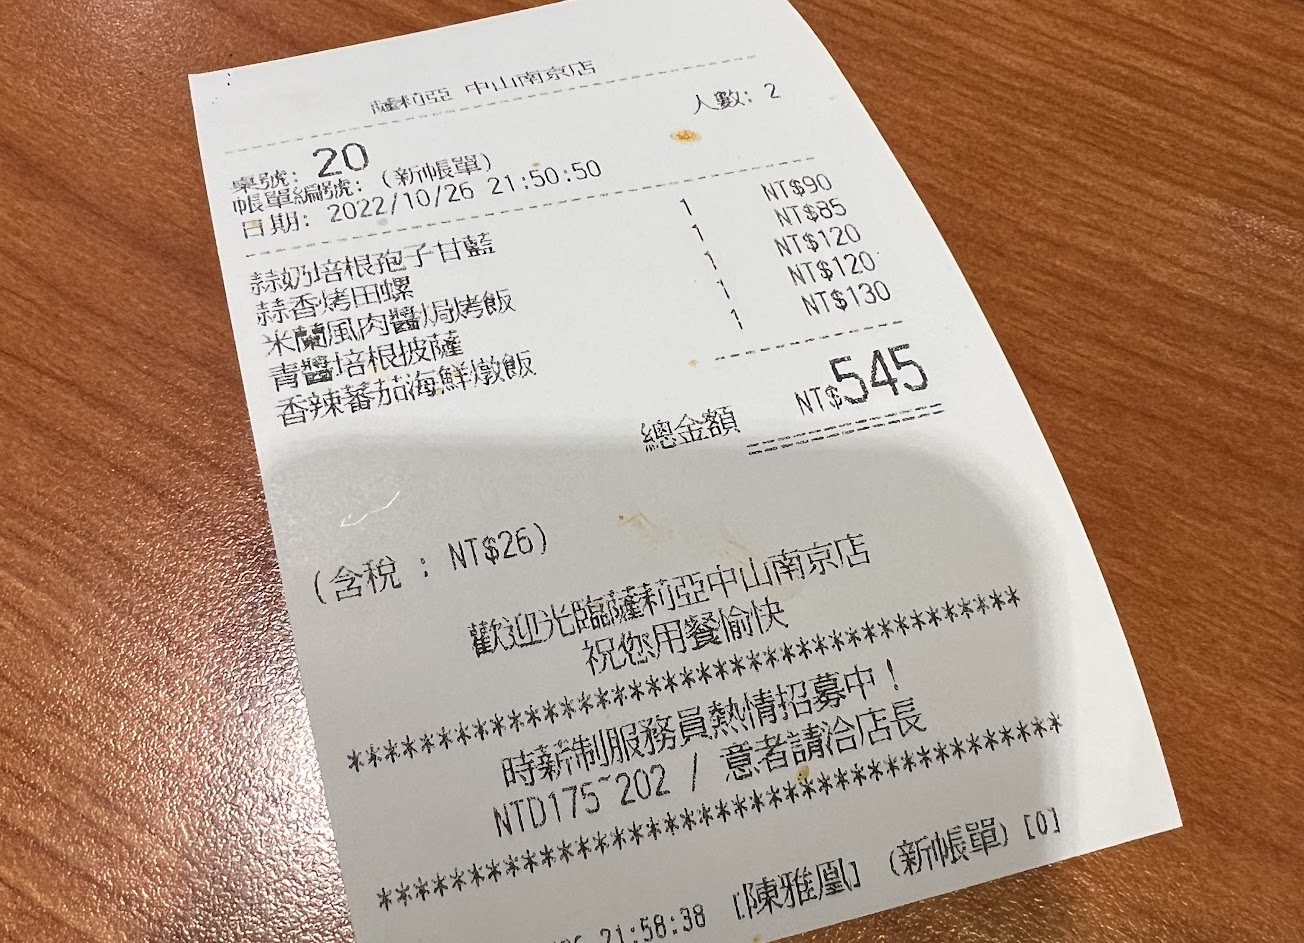 薩莉亞 中山南京店
人數: 2
桌號: 20
帳單編號: (新帳單)
日期: 2022/10/26 21:50:50
蒜奶培根孢子甘藍 1 NT$90
蒜香烤田螺 1 NT$85
米蘭風肉醬焗烤飯 1 NT$120
青醬培根披薩 1 NT$120
香辣蕃茄海鮮燉飯 1 NT$130
總金額 NT$545
(含稅 : NT$26)
歡迎光臨薩莉亞中山南京店
祝您用餐愉快
****************************************
時薪制服務員熱情招募中!
NTD175~202 / 意者請洽店長
****************************************
21:58:38 [陳雅凰] (新帳單) [0]